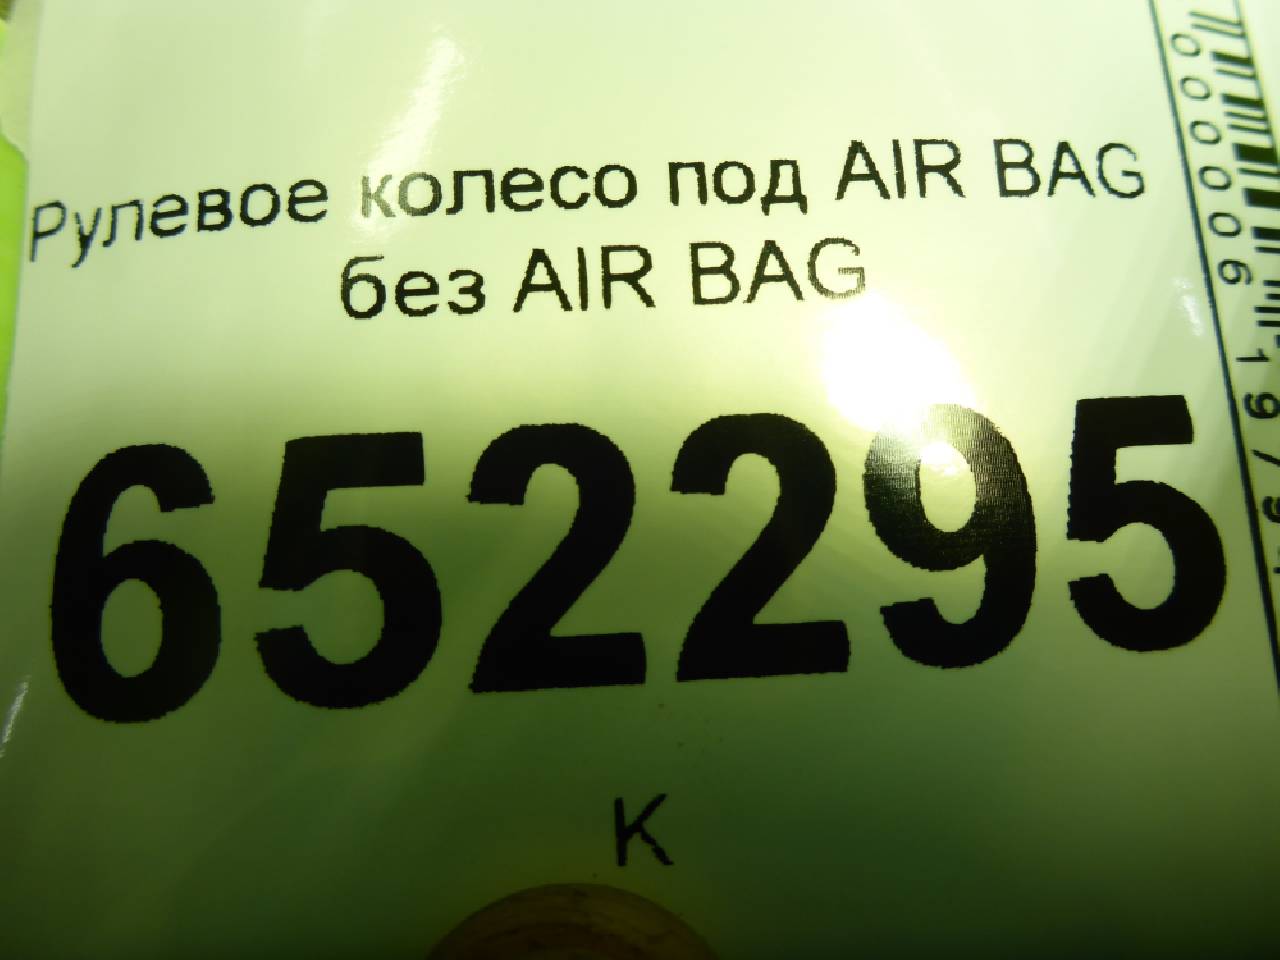 Рулевое колесо под AIR BAG
без AIR BAG
652295
К